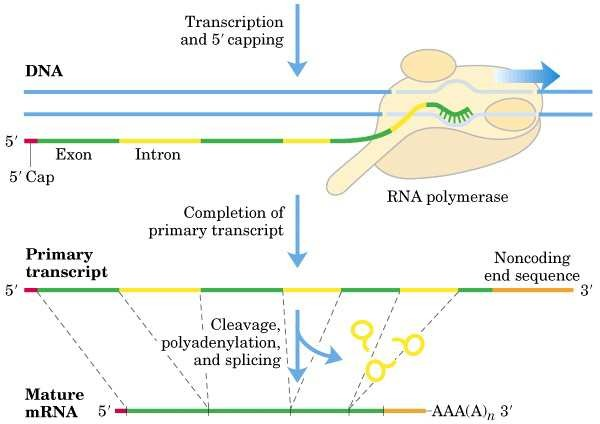 Transcription
and 5′ capping
DNA
5′
Exon
Intron
5′ Cap
RNA polymerase
Completion of
primary transcript
Primary
transcript
Noncoding
end sequence
5′
3′
Cleavage,
polyadenylation,
and splicing
Mature
mRNA
5′
AAA(A)n 3′